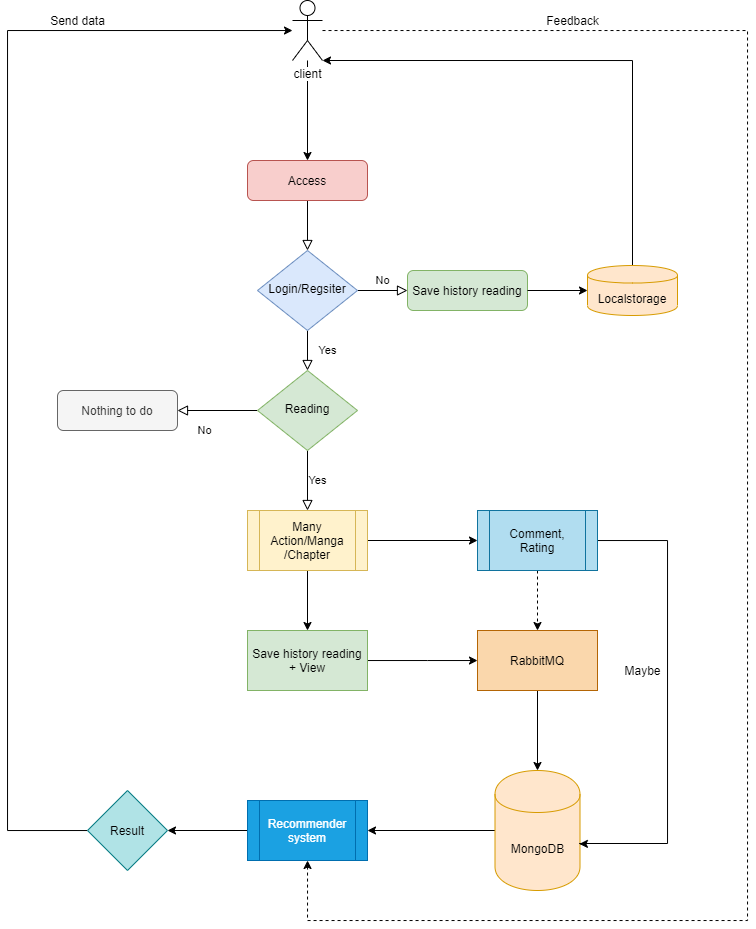 Send data
Feedback
client
Access
Login/Regsiter
No
Save history reading
Localstorage
Yes
Reading
Nothing to do
No
Yes
Many
Action/Manga
/Chapter
Comment,
Rating
Save history reading
+ View
RabbitMQ
Maybe
Result
Recommender
system
MongoDB